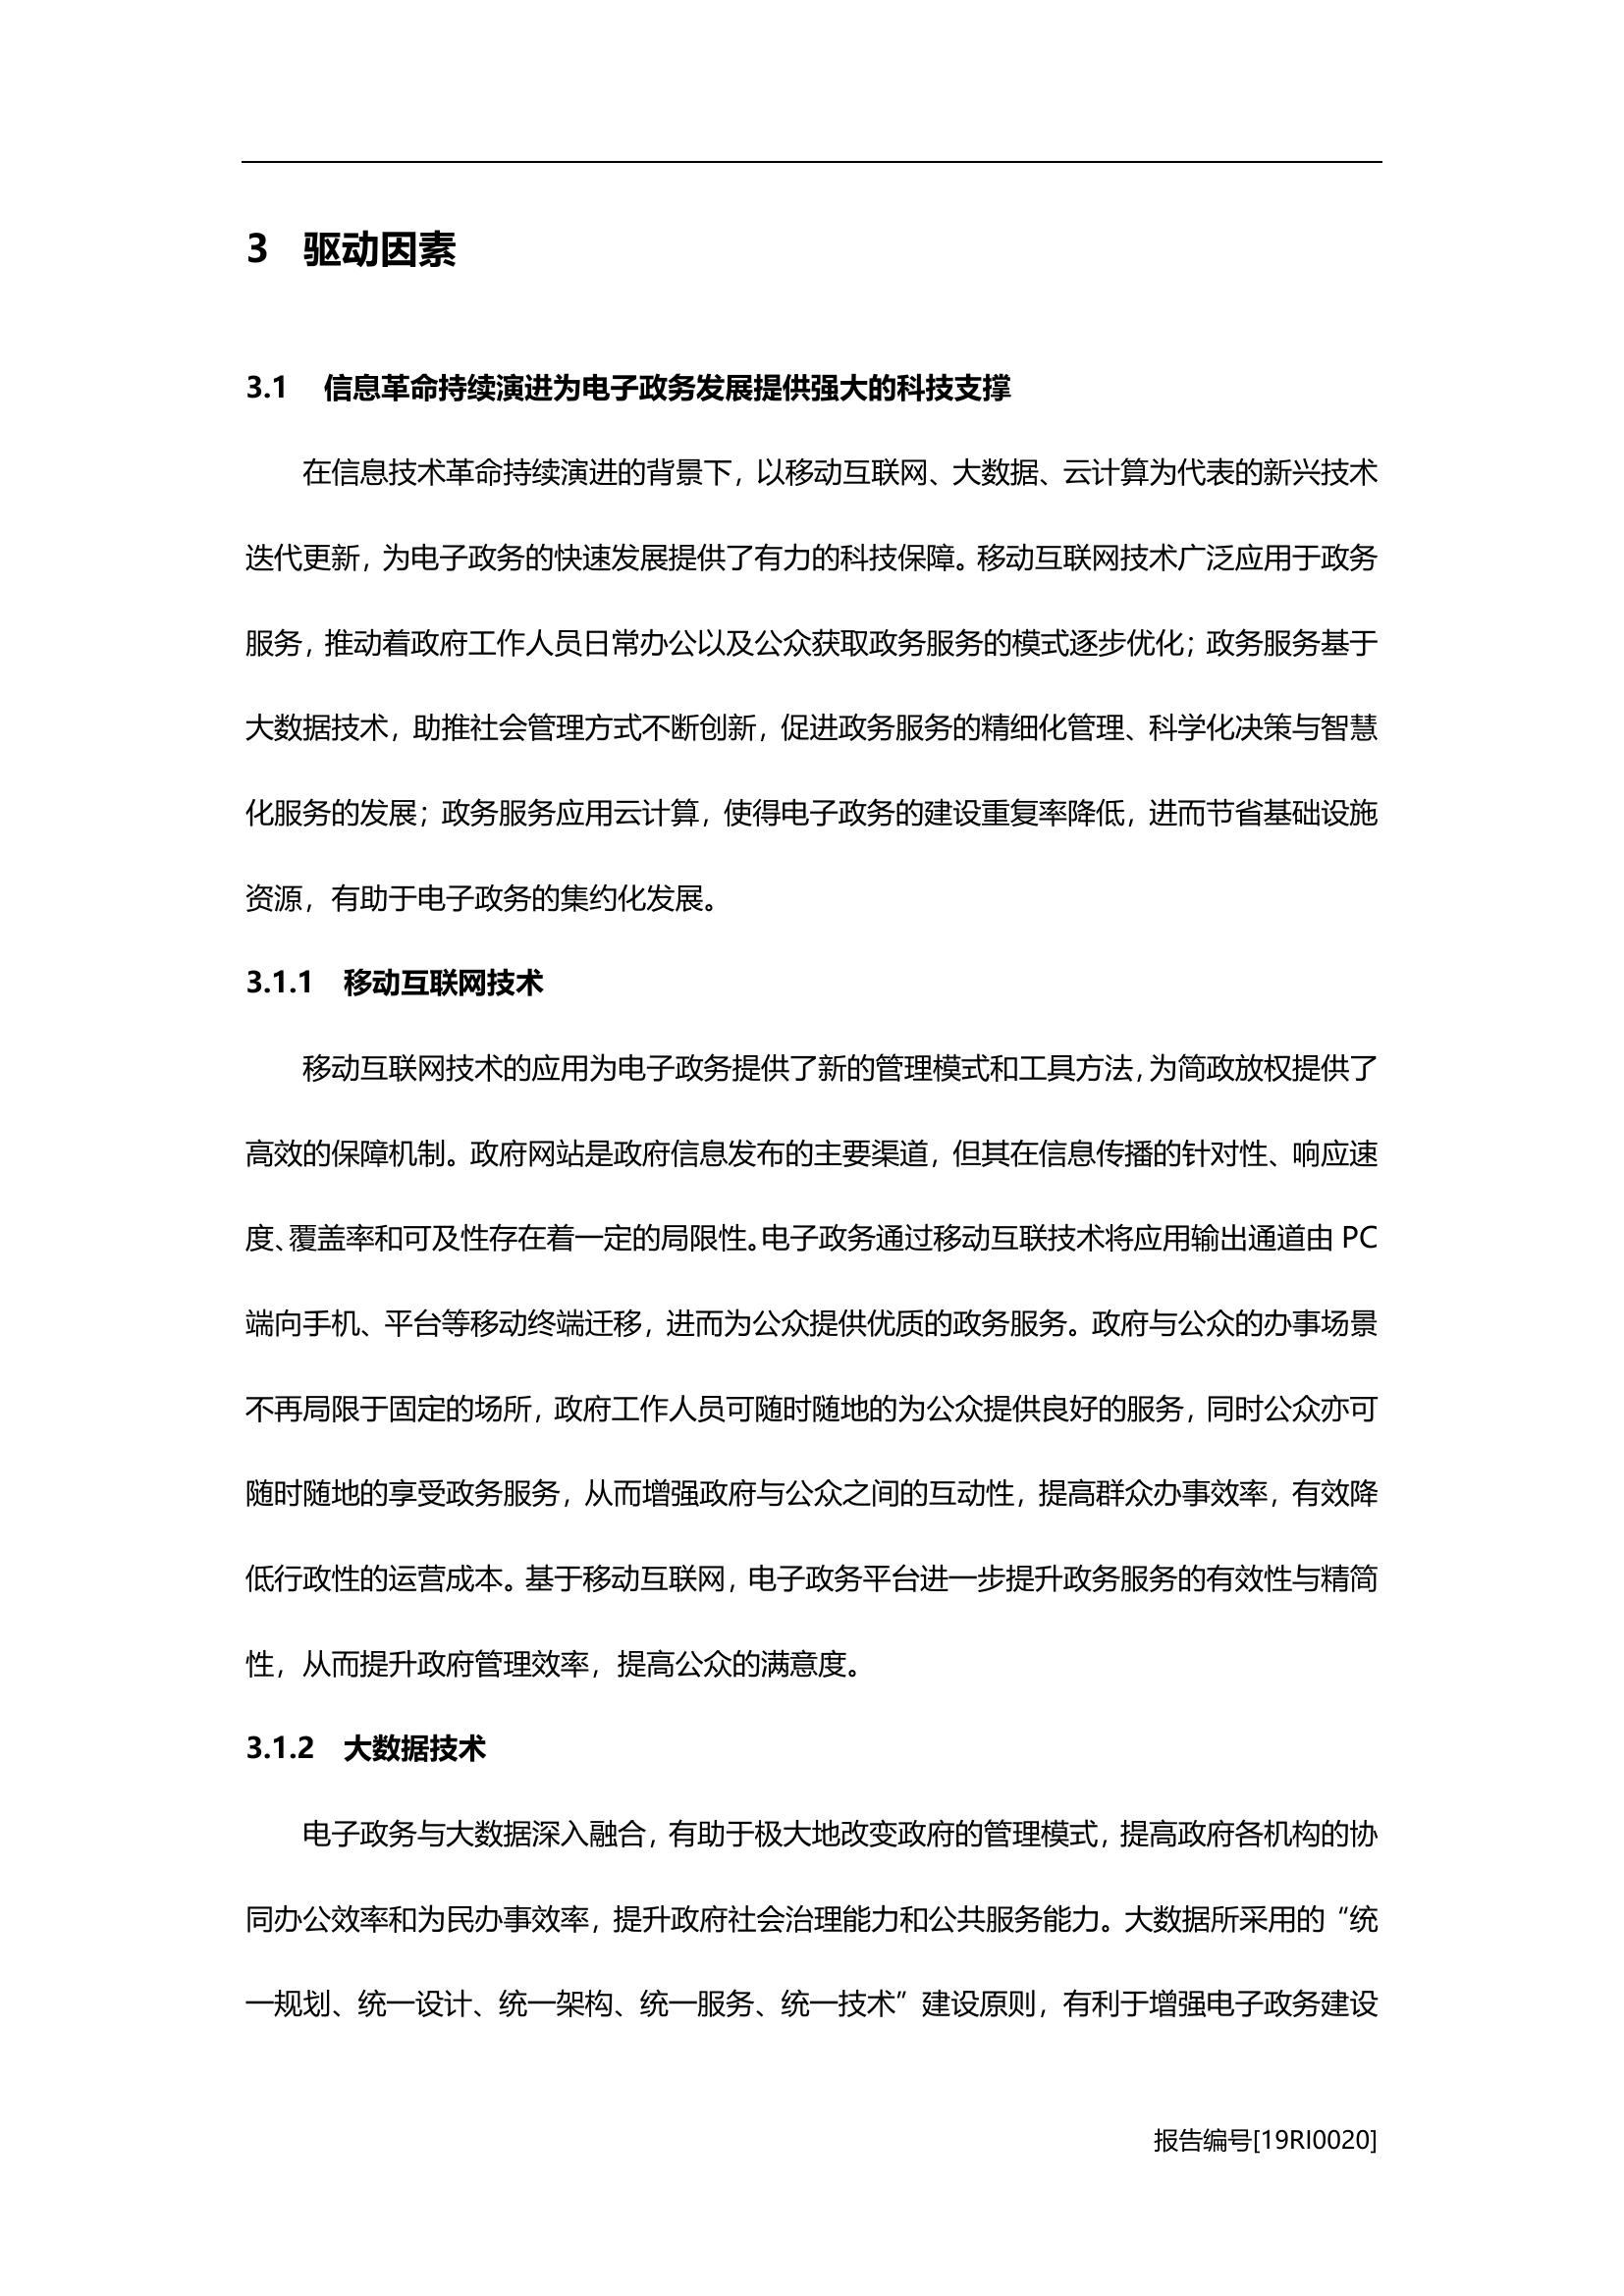 3 驱动因素
3.1 信息革命持续演进为电子政务发展提供强大的科技支撑
在信息技术革命持续演进的背景下，以移动互联网、大数据、云计算为代表的新兴技术
迭代更新，为电子政务的快速发展提供了有力的科技保障。移动互联网技术广泛应用于政务
服务，推动着政府工作人员日常办公以及公众获取政务服务的模式逐步优化；政务服务基于
大数据技术，助推社会管理方式不断创新，促进政务服务的精细化管理、科学化决策与智慧
化服务的发展；政务服务应用云计算，使得电子政务的建设重复率降低，进而节省基础设施
资源，有助于电子政务的集约化发展。
3.1.1 移动互联网技术
移动互联网技术的应用为电子政务提供了新的管理模式和工具方法，为简政放权提供了
高效的保障机制。政府网站是政府信息发布的主要渠道，但其在信息传播的针对性、响应速
度、覆盖率和可及性存在着一定的局限性。电子政务通过移动互联技术将应用输出通道由 PC
端向手机、平台等移动终端迁移，进而为公众提供优质的政务服务。政府与公众的办事场景
不再局限于固定的场所，政府工作人员可随时随地的为公众提供良好的服务，同时公众亦可
随时随地的享受政务服务，从而增强政府与公众之间的互动性，提高群众办事效率，有效降
低行政性的运营成本。基于移动互联网，电子政务平台进一步提升政务服务的有效性与精简
性，从而提升政府管理效率，提高公众的满意度。
3.1.2 大数据技术
电子政务与大数据深入融合，有助于极大地改变政府的管理模式，提高政府各机构的协
同办公效率和为民办事效率，提升政府社会治理能力和公共服务能力。大数据所采用的“统
一规划、统一设计、统一架构、统一服务、统一技术”建设原则，有利于增强电子政务建设
报告编号[19RI0020]